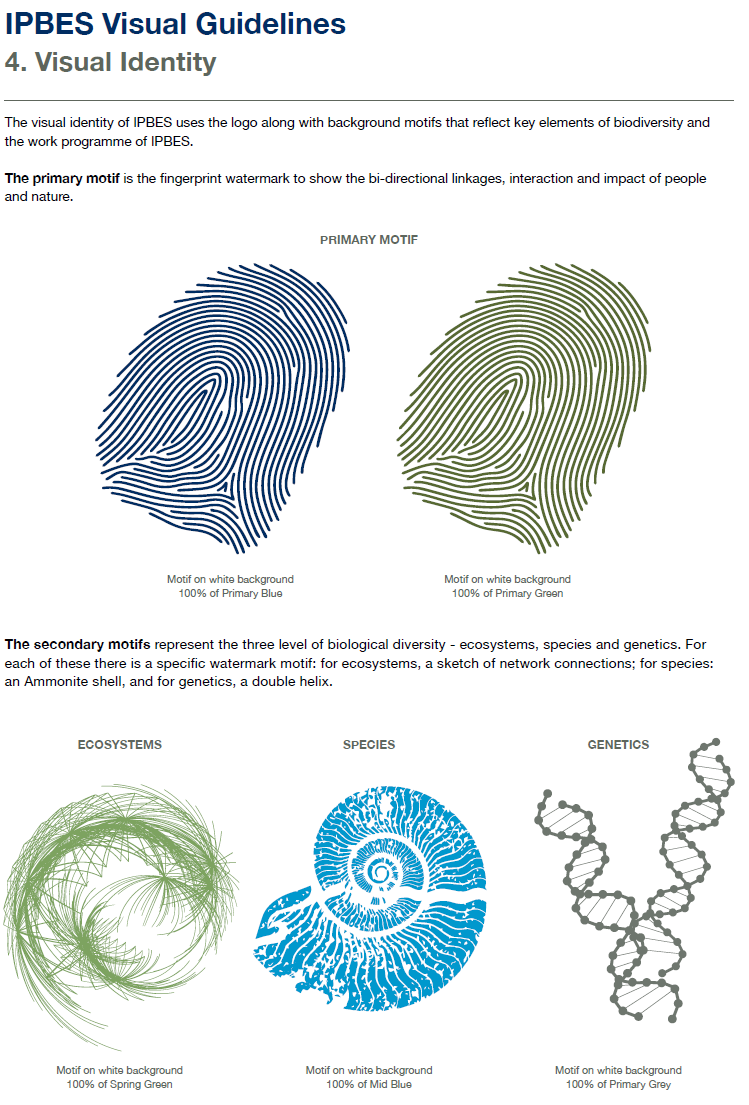 IPBES Visual Guidelines
4. Visual Identity
The visual identity of IPBES uses the logo along with background motifs that reflect key elements of biodiversity and
the work programme of IPBES.
The primary motif is the fingerprint watermark to show the bi-directional linkages, interaction and impact of people
and nature.
PRIMARY MOTIF
Motif on white background
100% of Primary Blue
Motif on white background
100% of Primary Green
The secondary motifs represent the three level of biological diversity - ecosystems, species and genetics. For
each of these there is a specific watermark motif: for ecosystems, a sketch of network connections; for species:
an Ammonite shell, and for genetics, a double helix.
ECOSYSTEMS
SPECIES
GENETICS
Motif on white background
100% of Spring Green
Motif on white background
100% of Mid Blue
Motif on white background
100% of Primary Grey